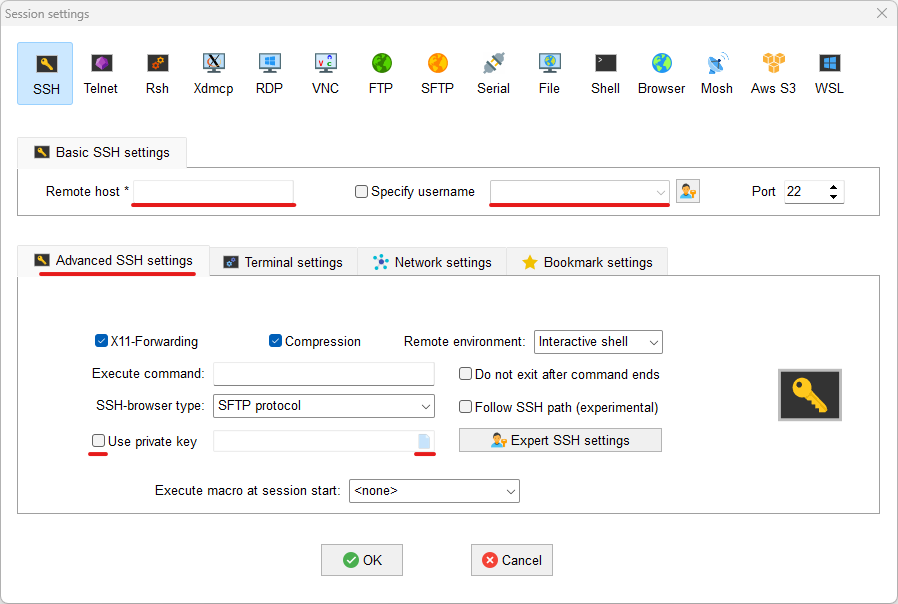 Session settings
SSH Telnet Rsh Xdmcp RDP VNC FTP SFTP Serial File Shell Browser Mosh Aws S3 WSL
Basic SSH settings
Remote host * Specify username Port 22
Advanced SSH settings Terminal settings Network settings Bookmark settings
X11-Forwarding Compression Remote environment: Interactive shell
Execute command: Do not exit after command ends
SSH-browser type: SFTP protocol Follow SSH path (experimental)
Use private key Expert SSH settings
Execute macro at session start: <none>
OK Cancel